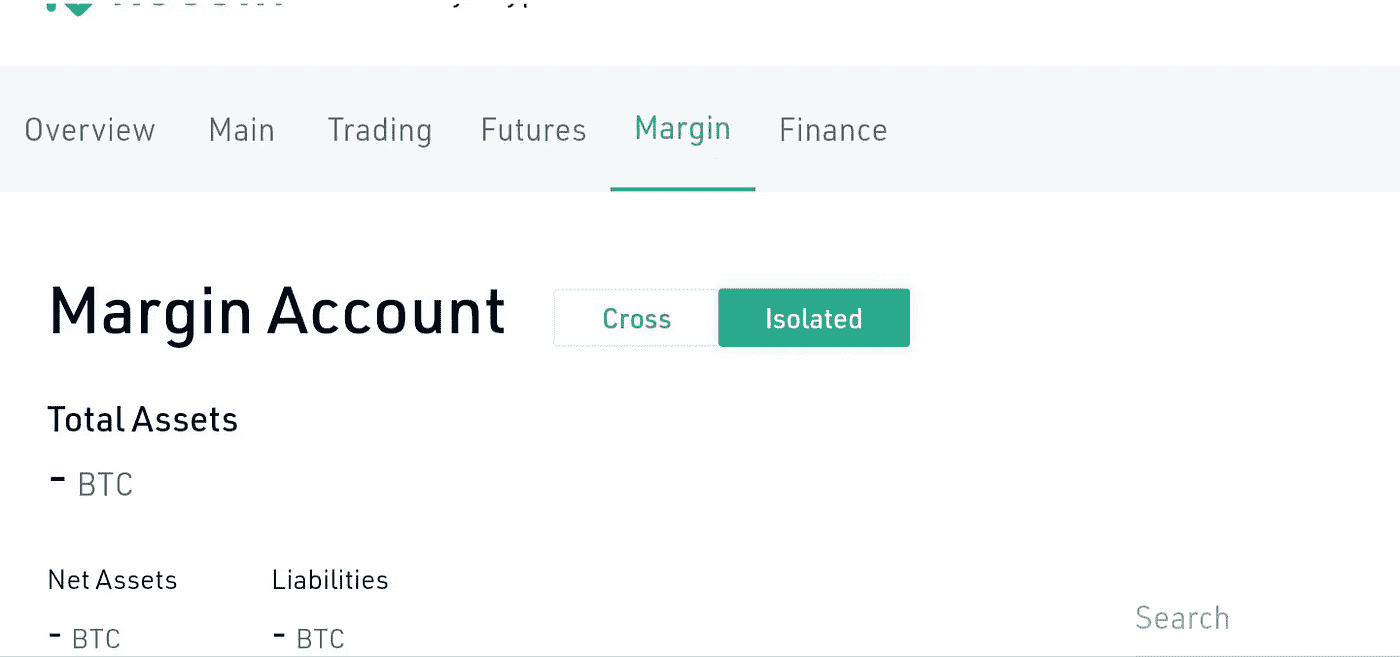 Overview Main Trading Futures Margin Finance
Margin Account Cross Isolated
Total Assets
- BTC
Net Assets Liabilities
- BTC - BTC
Search